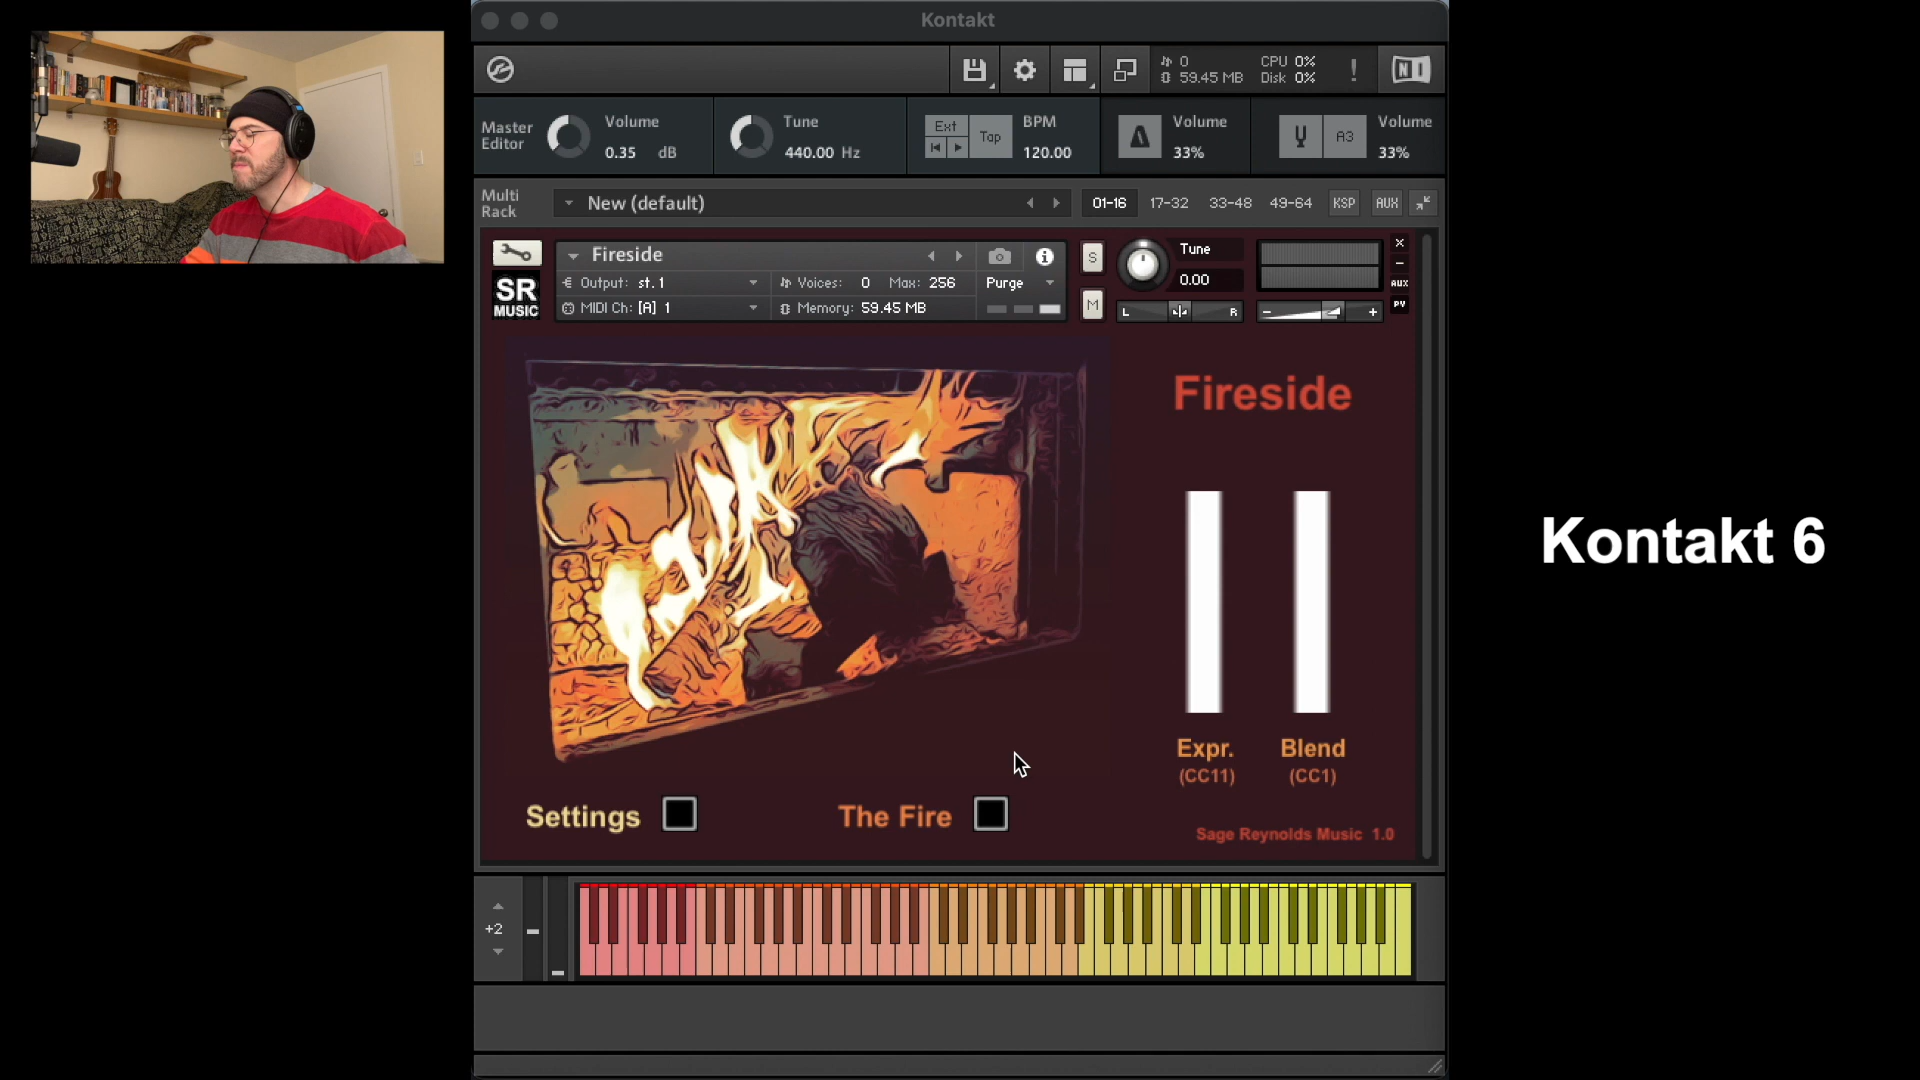 Kontakt
0
59.45 MB
CPU 0%
Disk 0%
!
NI
Master
Editor
Volume
0.35 dB
Tune
440.00 Hz
Ext
Tap
BPM
120.00
Volume
33%
A3
Volume
33%
Multi
Rack
New (default)
01-16
17-32
33-48
49-64
KSP
AUX
Fireside
S
Tune
0.00
SR
MUSIC
Output: st.1
Voices: 0 Max: 256
Purge
MIDI Ch: [A] 1
Memory: 59.45 MB
M
L
R
AUX
PV
Fireside
Kontakt 6
Expr.
(CC11)
Blend
(CC1)
Settings
The Fire
Sage Reynolds Music 1.0
+2